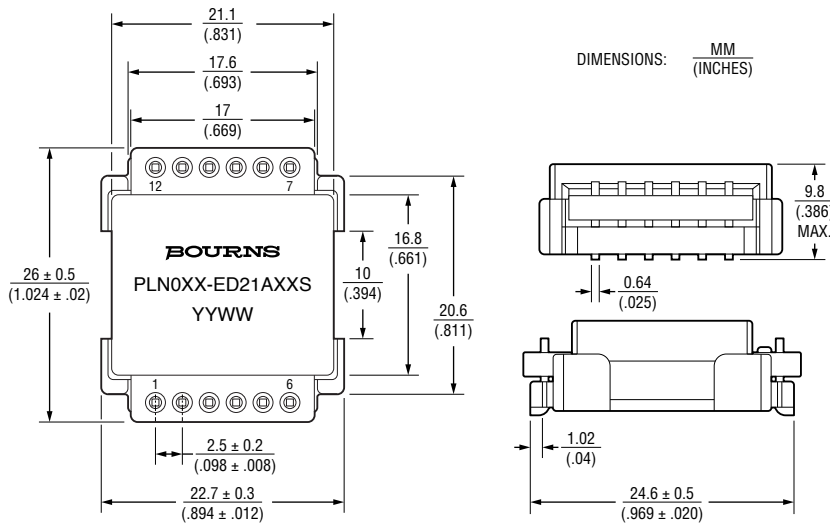 21.1
(.831)
17.6
(.693)
17
(.669)
DIMENSIONS: MM
(INCHES)
12 7
BOURNS
PLN0XX-ED21AXXS
YYWW
26 ± 0.5
(1.024 ± .02)
16.8
(.661)
10
(.394)
20.6
(.811)
1 6
2.5 ± 0.2
(.098 ± .008)
22.7 ± 0.3
(.894 ± .012)
9.8
(.386)
MAX.
0.64
(.025)
1.02
(.04)
24.6 ± 0.5
(.969 ± .020)